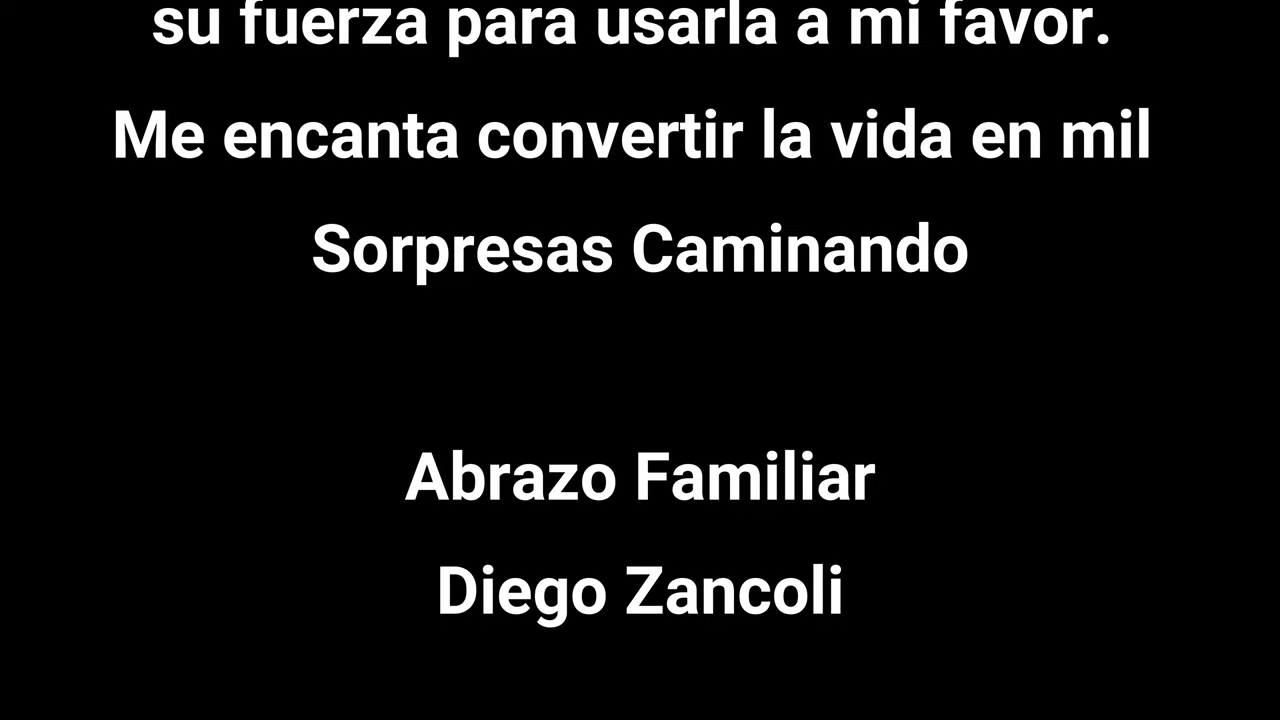 su fuerza para usarla a mi favor.
Me encanta convertir la vida en mil
Sorpresas Caminando
Abrazo Familiar
Diego Zancoli